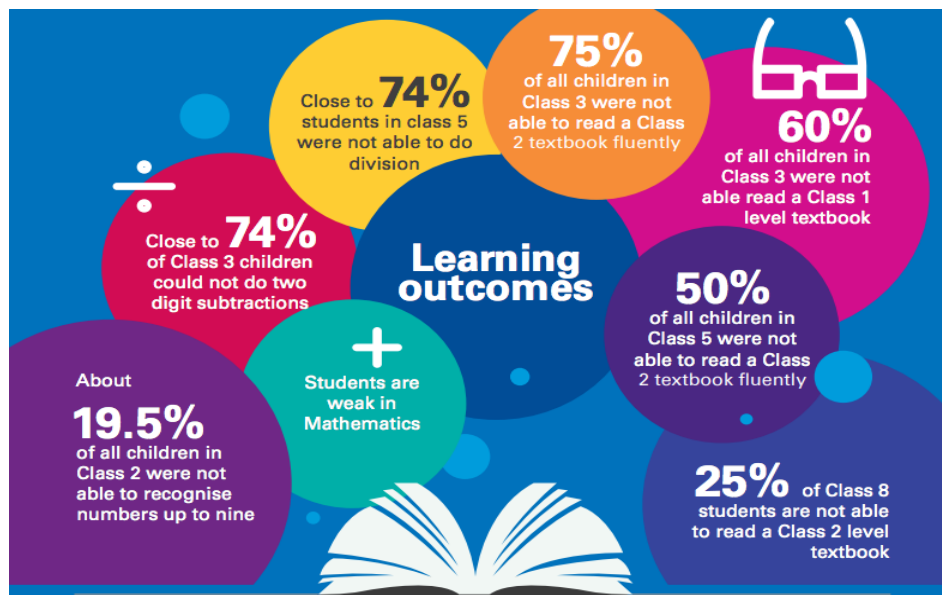 Learning
outcomes
Close to 74%
students in class 5
were not able to do
division
75%
of all children in
Class 3 were not
able to read a Class
2 textbook fluently
60%
of all children in
Class 3 were not
able read a Class 1
level textbook
Close to 74%
of Class 3 children
could not do two
digit subtractions
50%
of all children in
Class 5 were not
able to read a Class
2 textbook fluently
About
19.5%
of all children in
Class 2 were not
able to recognise
numbers up to nine
Students are
weak in
Mathematics
25% of Class 8
students are not able
to read a Class 2 level
textbook